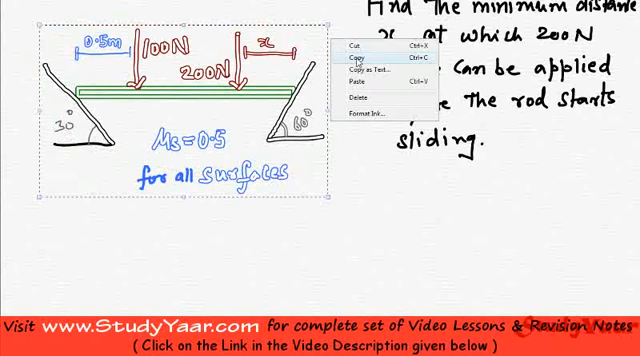 Find the minimum distance
x at which 200N
can be applied
the rod starts
sliding.
0.5m
100N
200N
x
30°
60°
μs = 0.5
for all surfaces
Cut Ctrl+X
Copy Ctrl+C
Copy as Text...
Paste Ctrl+V
Delete
Format Ink...
StudyYaar
Visit www.StudyYaar.com for complete set of Video Lessons & Revision Notes
( Click on the Link in the Video Description given below )